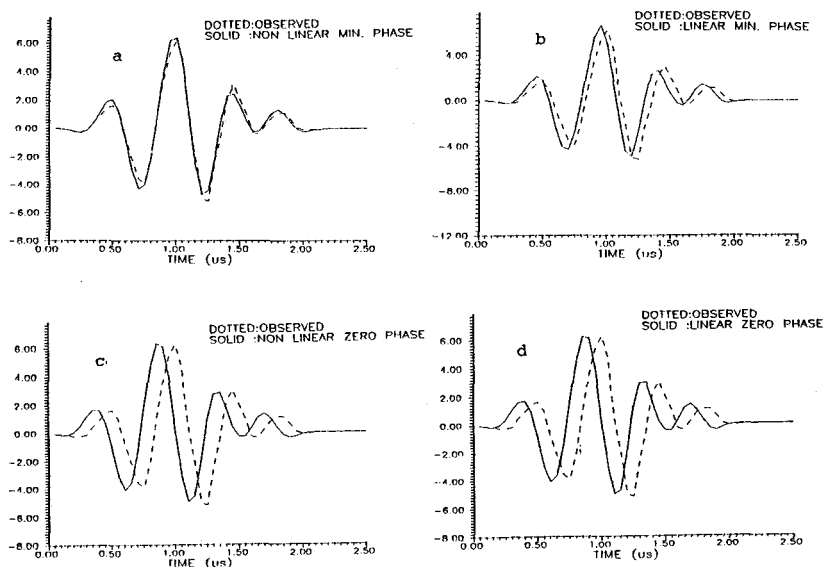 DOTTED:OBSERVED
SOLID :NON LINEAR MIN. PHASE
a
6.00
4.00
2.00
0.00
-2.00
-4.00
-6.00
-8.00
0.00 0.50 1.00 1.50 2.00 2.50
TIME (us)
DOTTED:OBSERVED
SOLID :LINEAR MIN. PHASE
b
4.00
0.00
-4.00
-8.00
-12.00
0.00 0.50 1.00 1.50 2.00 2.50
TIME (us)
DOTTED:OBSERVED
SOLID :NON LINEAR ZERO PHASE
c
6.00
4.00
2.00
0.00
-2.00
-4.00
-6.00
-8.00
0.00 0.50 1.00 1.50 2.00 2.50
TIME (us)
DOTTED:OBSERVED
SOLID :LINEAR ZERO PHASE
d
6.00
4.00
2.00
0.00
-2.00
-4.00
-6.00
-8.00
0.00 0.50 1.00 1.50 2.00 2.50
TIME (us)